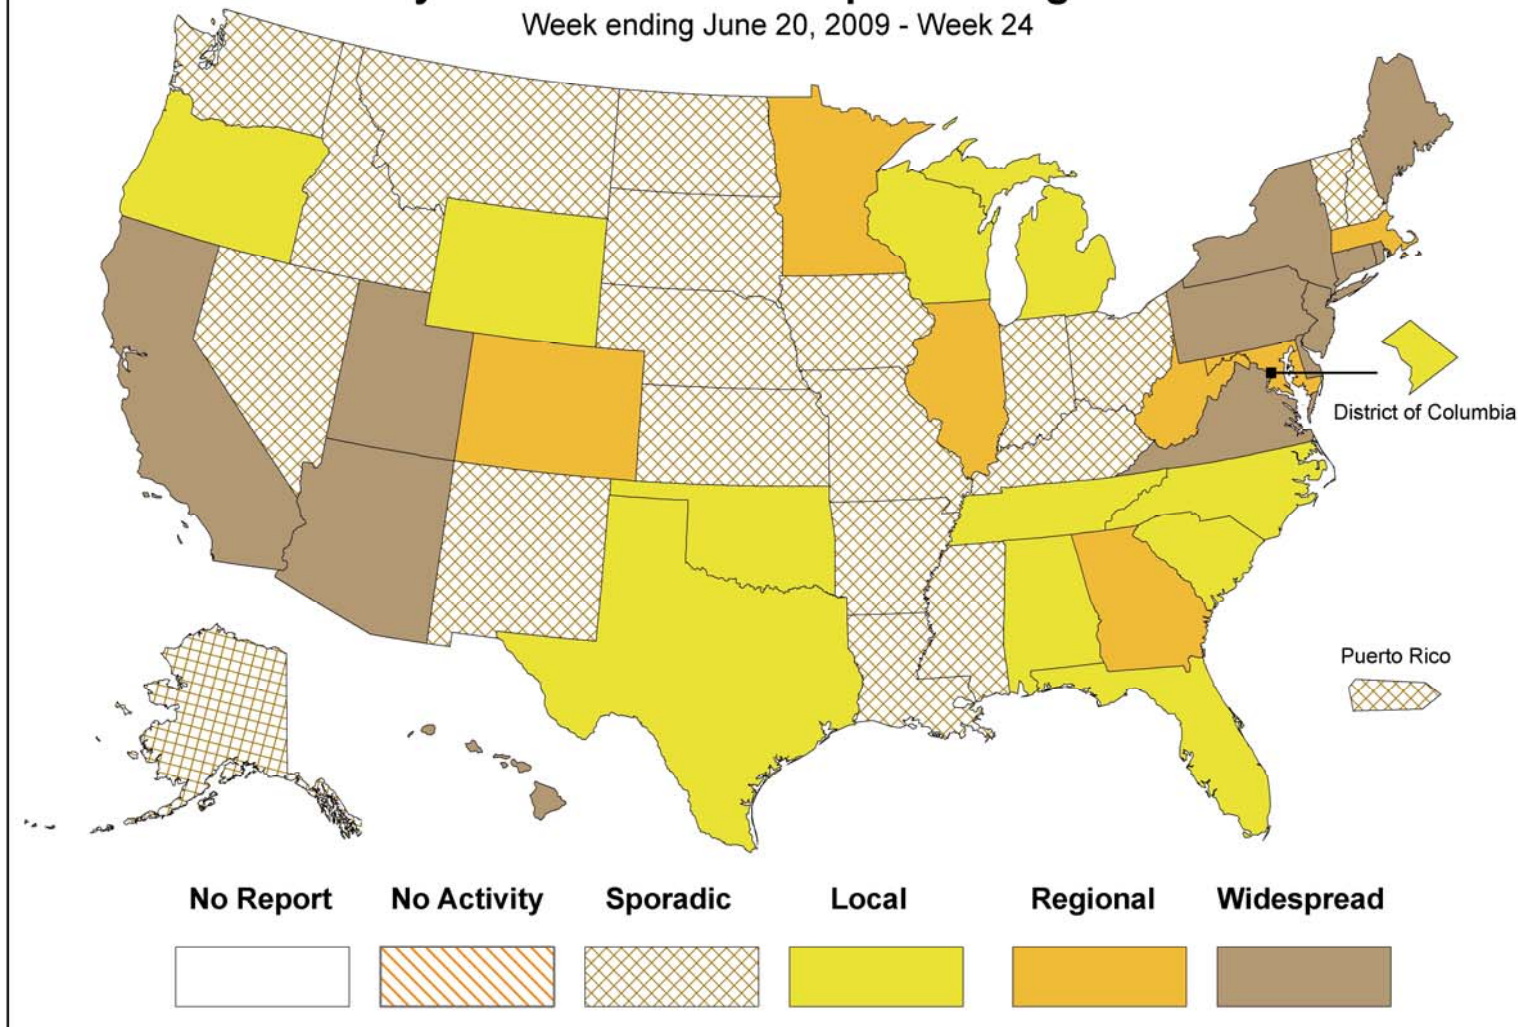 Week ending June 20, 2009 - Week 24
District of Columbia
Puerto Rico
No Report No Activity Sporadic Local Regional Widespread